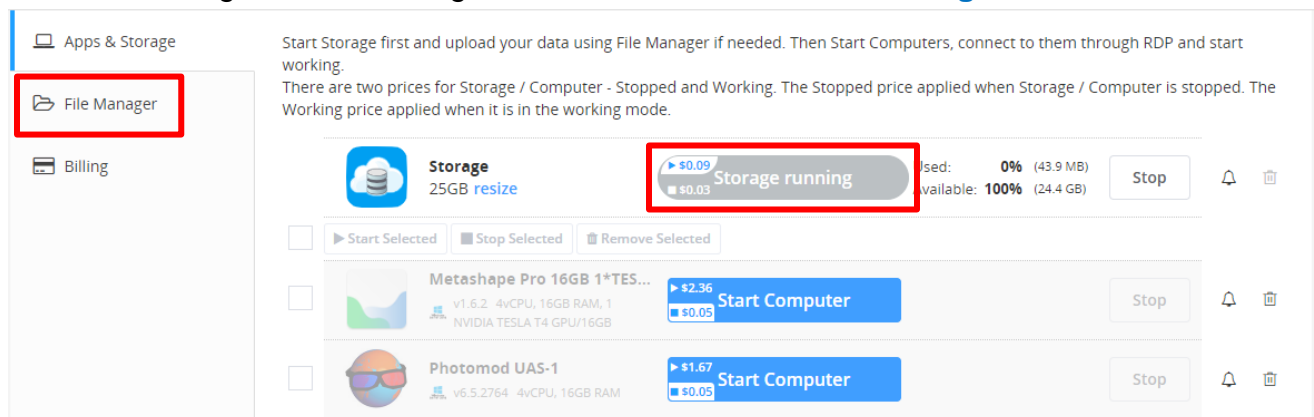 Apps & Storage
File Manager
Billing
Start Storage first and upload your data using File Manager if needed. Then Start Computers, connect to them through RDP and start
working.
There are two prices for Storage / Computer - Stopped and Working. The Stopped price applied when Storage / Computer is stopped. The
Working price applied when it is in the working mode.
Storage
25GB resize
$0.09
$0.03
Storage running
Used: 0% (43.9 MB)
Available: 100% (24.4 GB)
Stop
Start Selected Stop Selected Remove Selected
Metashape Pro 16GB 1*TES...
v1.6.2 4vCPU, 16GB RAM, 1
NVIDIA TESLA T4 GPU/16GB
$2.36
$0.05
Start Computer
Stop
Photomod UAS-1
v6.5.2764 4vCPU, 16GB RAM
$1.67
$0.05
Start Computer
Stop